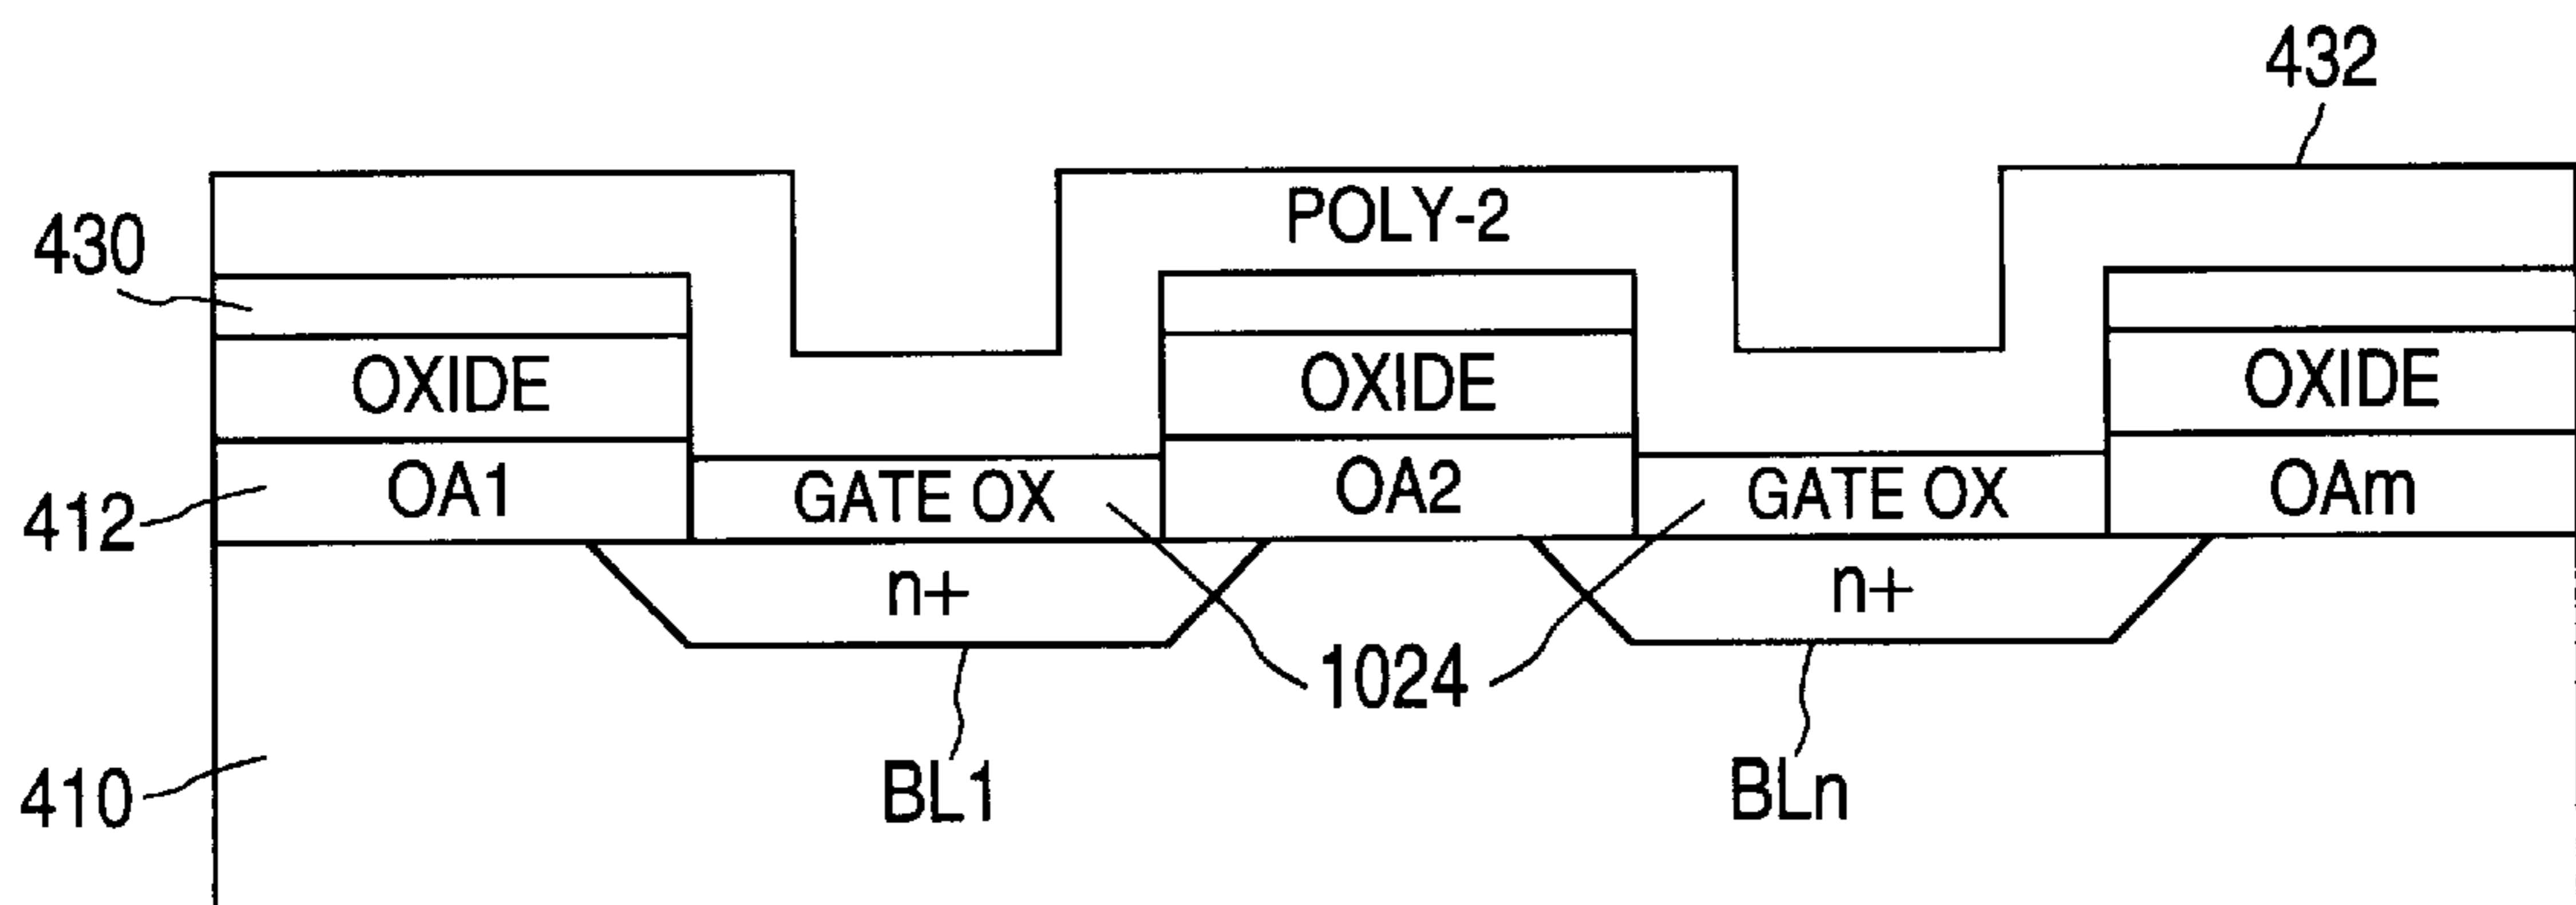 432
POLY-2
430
OXIDE OXIDE OXIDE
412 OA1 GATE OX OA2 GATE OX OAm
n+ n+
1024
410 BL1 BLn